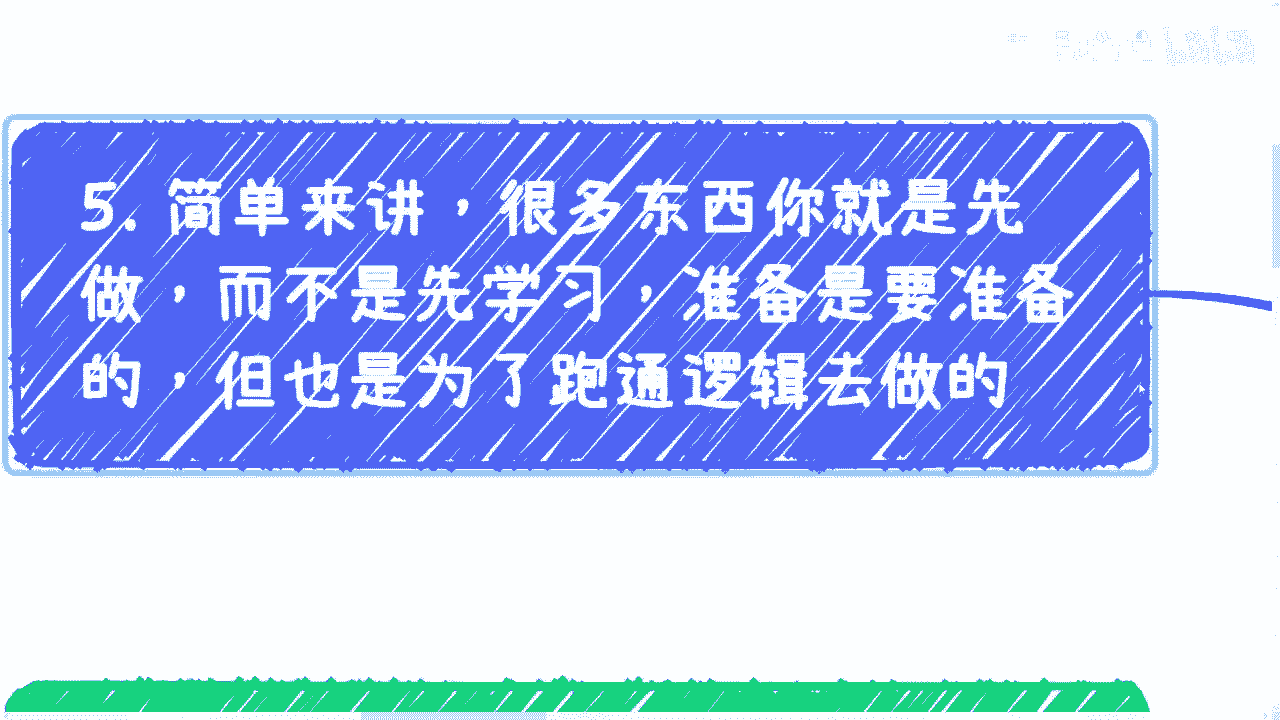 5. 简单来讲，很多东西你就是先
做，而不是先学习，准备是要准备
的，但也是为了跑通逻辑去做的